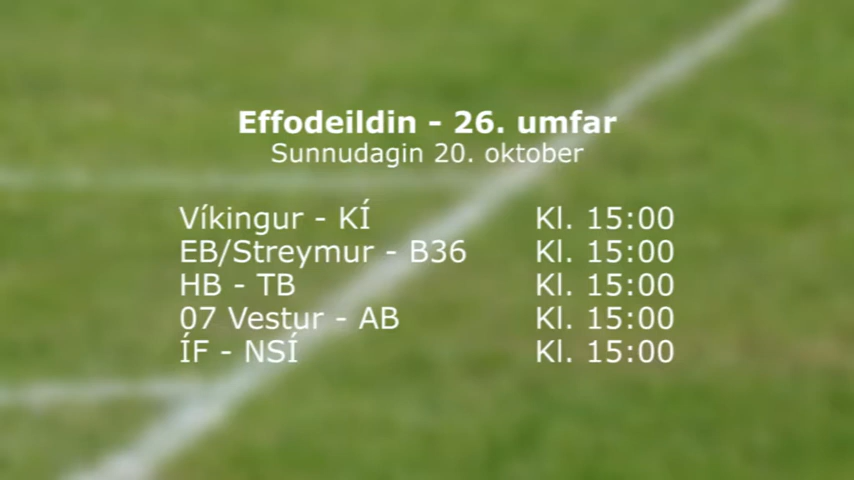 Effodeildin - 26. umfar
Sunnudagin 20. oktober
Víkingur - KÍ Kl. 15:00
EB/Streymur - B36 Kl. 15:00
HB - TB Kl. 15:00
07 Vestur - AB Kl. 15:00
ÍF - NSÍ Kl. 15:00